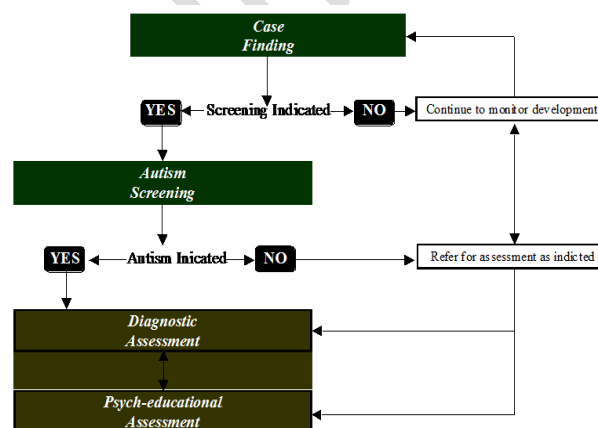 Case
Finding
YES
Screening Indicated
NO
Continue to monitor development
Autism
Screening
YES
Autism Inicated
NO
Refer for assessment as indicted
Diagnostic
Assessment
Psych-educational
Assessment